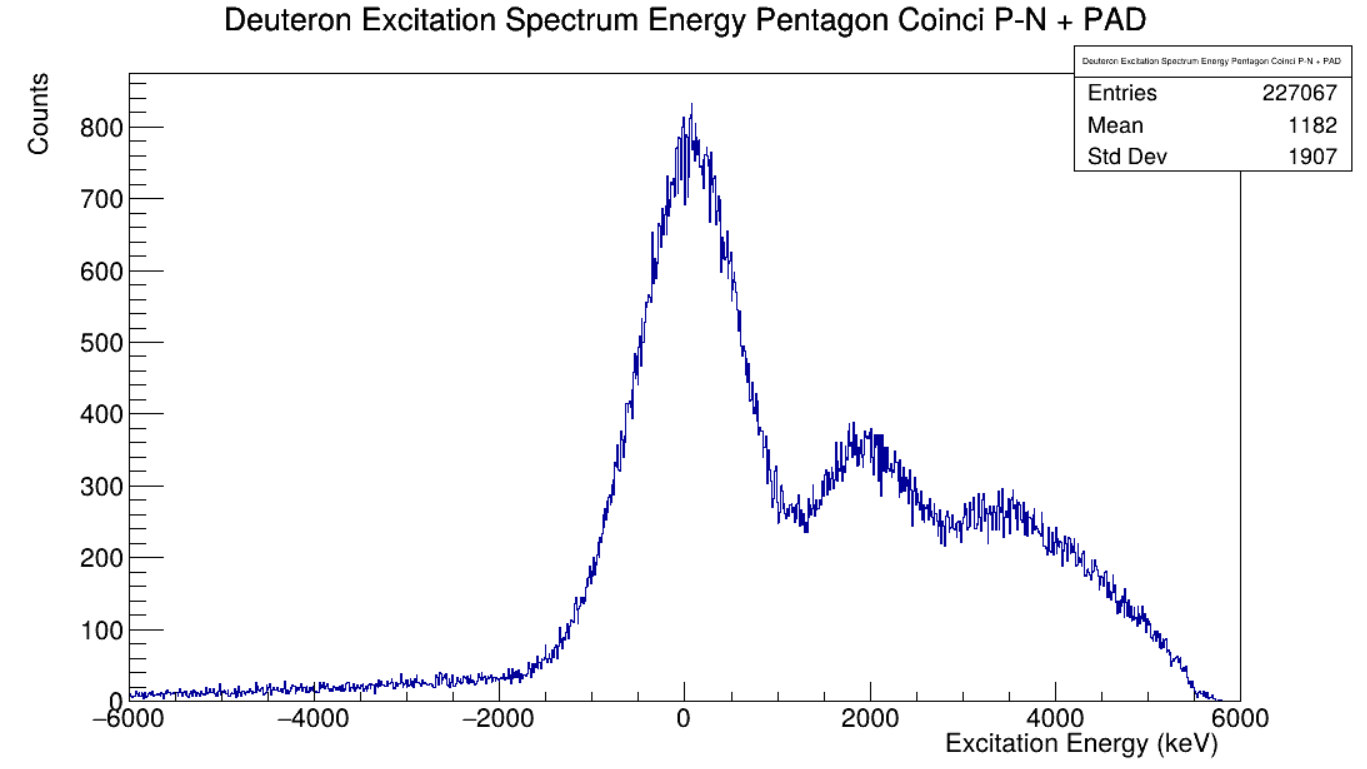 Deuteron Excitation Spectrum Energy Pentagon Coinci P-N + PAD
Deuteron Excitation Spectrum Energy Pentagon Coinci P-N + PAD
Entries 227067
Mean 1182
Std Dev 1907
Counts
800
700
600
500
400
300
200
100
0
−6000 −4000 −2000 0 2000 4000 6000
Excitation Energy (keV)